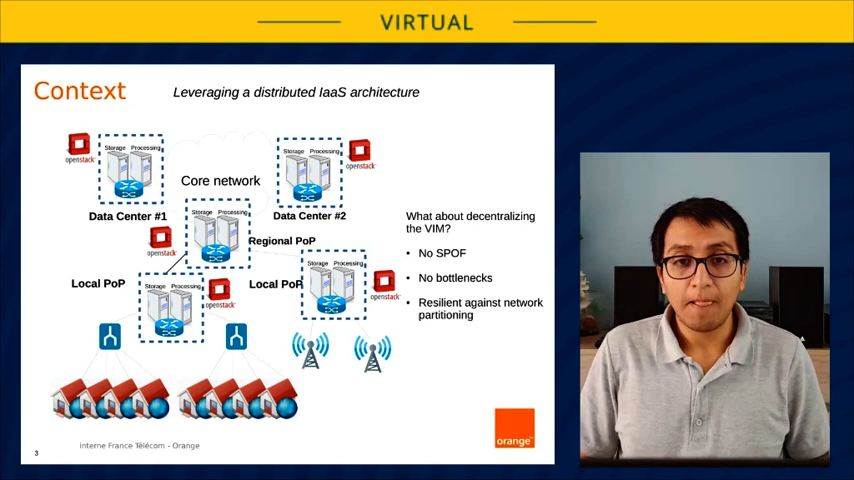 VIRTUAL
Context
Leveraging a distributed IaaS architecture
openstack
Storage Processing
Storage Processing
openstack
Core network
Data Center #1
Data Center #2
Storage Processing
openstack
Regional PoP
Local PoP
Storage Processing
openstack
Local PoP
Storage Processing
openstack
What about decentralizing
the VIM?
• No SPOF
• No bottlenecks
• Resilient against network
partitioning
orange
interne France Télécom - Orange
3